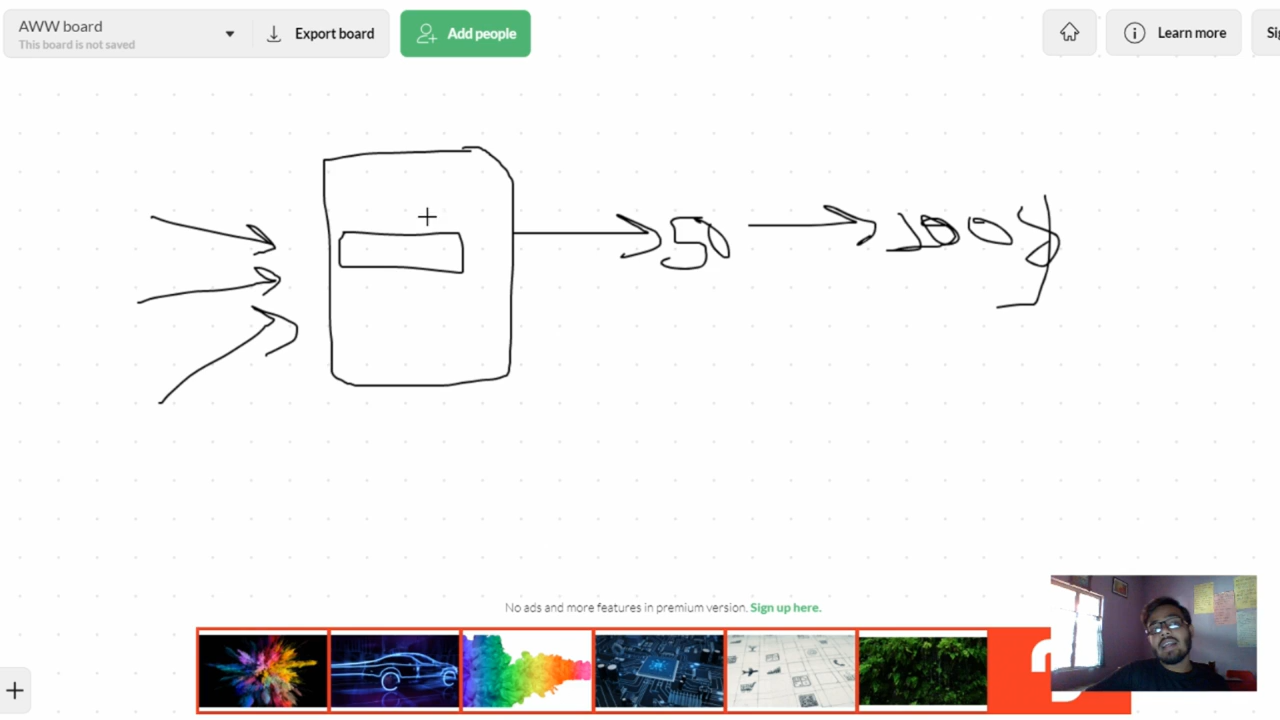 AWW board
This board is not saved
Export board
Add people
Learn more
Sig
50
100
No ads and more features in premium version. Sign up here.